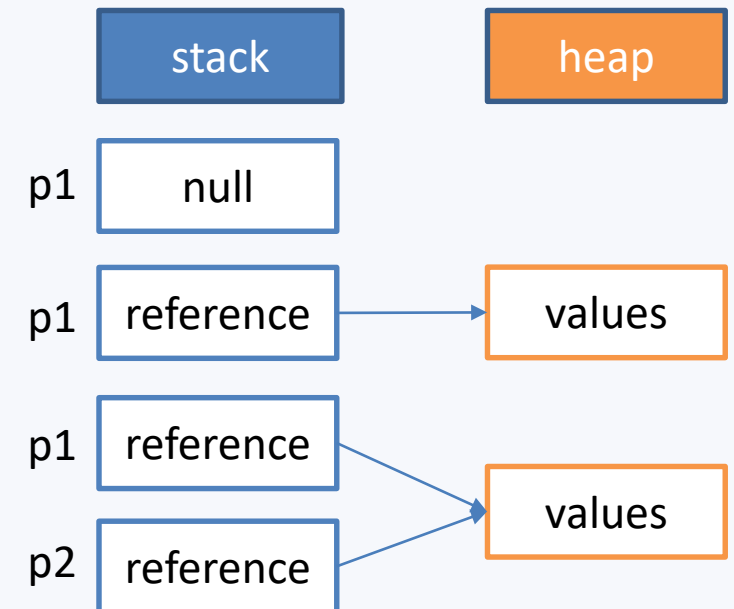 stack heap
p1 null
p1 reference values
p1 reference
values
p2 reference